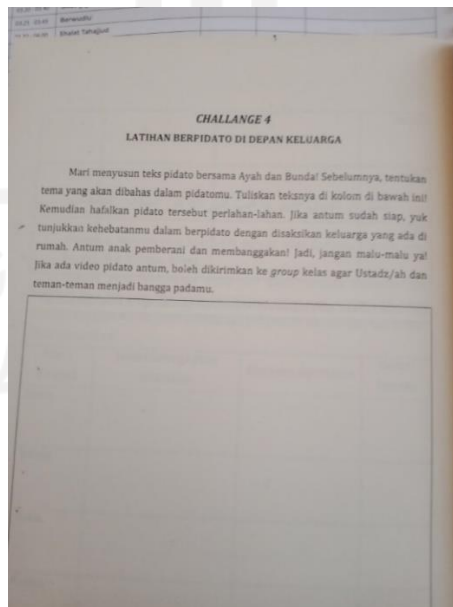 Berwudlu
Shalat Tahajjud
CHALLANGE 4
LATIHAN BERPIDATO DI DEPAN KELUARGA
Mari menyusun teks pidato bersama Ayah dan Bunda! Sebelumnya, tentukan
tema yang akan dibahas dalam pidatomu. Tuliskan teksnya di kolom di bawah ini!
Kemudian hafalkan pidato tersebut perlahan-lahan. Jika antum sudah siap, yuk
tunjukkan kehebatanmu dalam berpidato dengan disaksikan keluarga yang ada di
rumah. Antum anak pemberani dan membanggakan! Jadi, jangan malu-malu ya!
Jika ada video pidato antum, boleh dikirimkan ke group kelas agar Ustadz/ah dan
teman-teman menjadi bangga padamu.